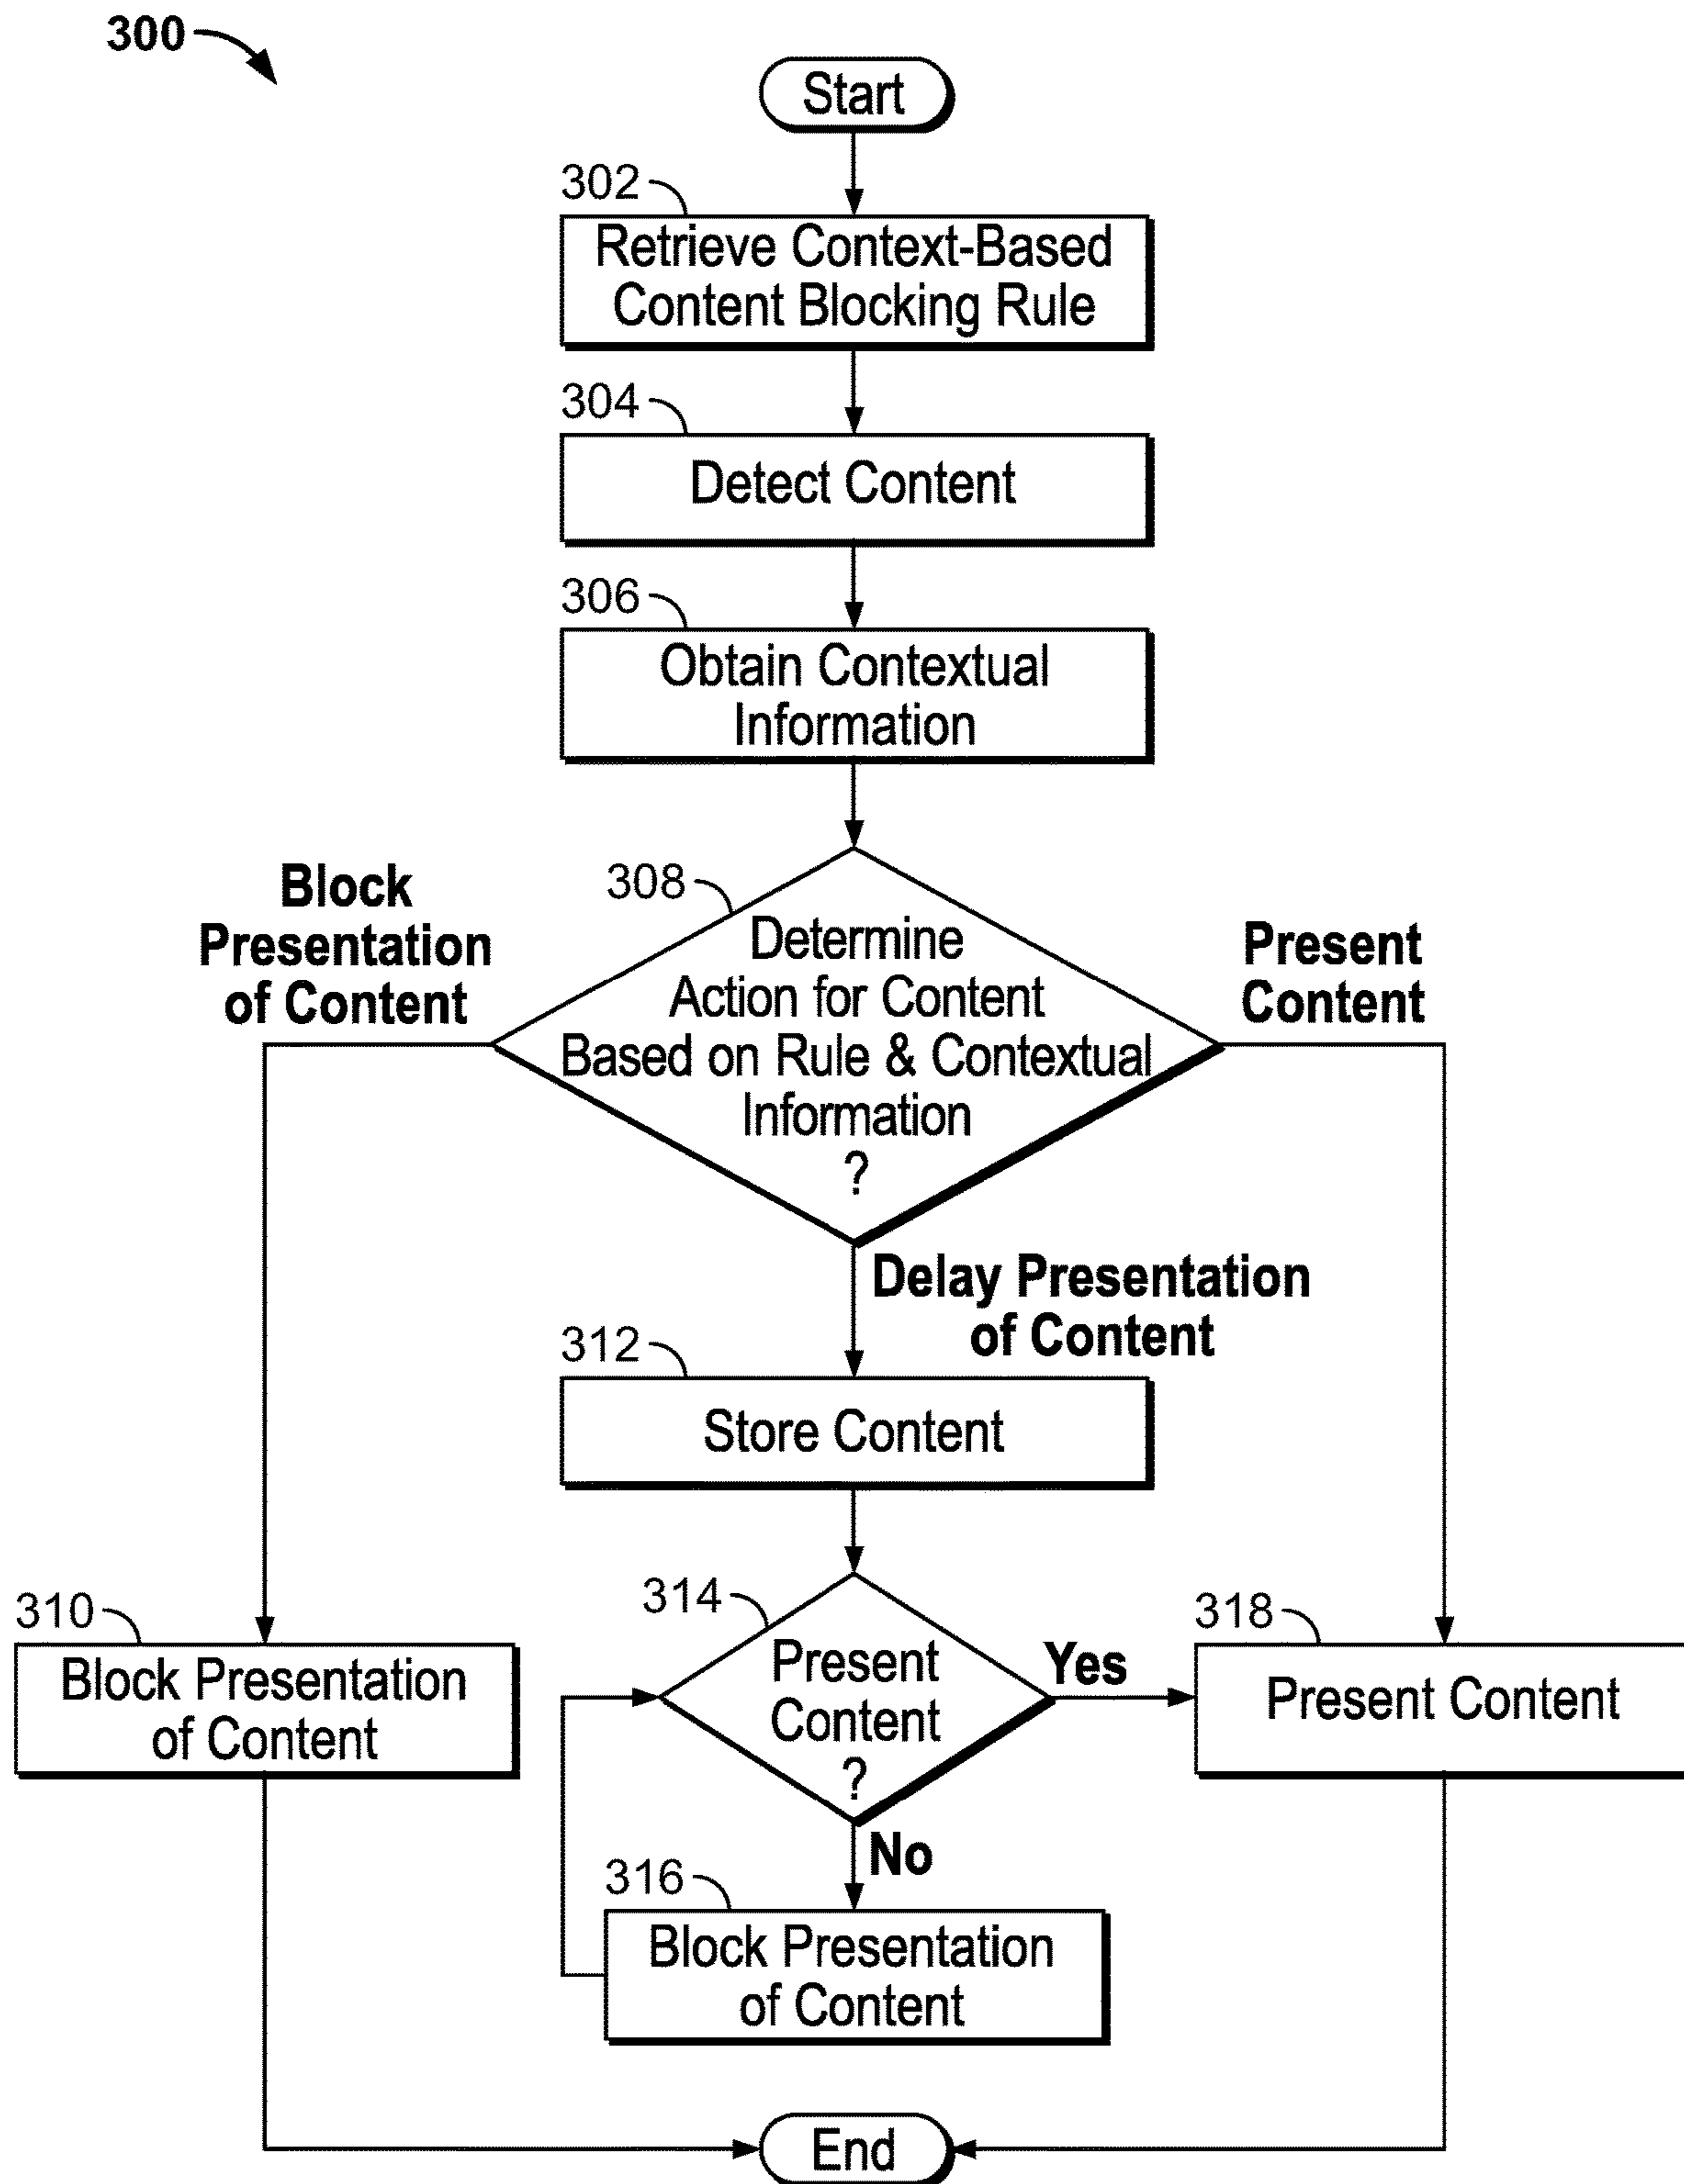 300
Start
302
Retrieve Context-Based
Content Blocking Rule
304
Detect Content
306
Obtain Contextual
Information
308
Determine
Action for Content
Based on Rule & Contextual
Information
?
Block
Presentation
of Content
Present
Content
Delay Presentation
of Content
312
Store Content
310
Block Presentation
of Content
314
Present
Content
?
Yes
318
Present Content
No
316
Block Presentation
of Content
End